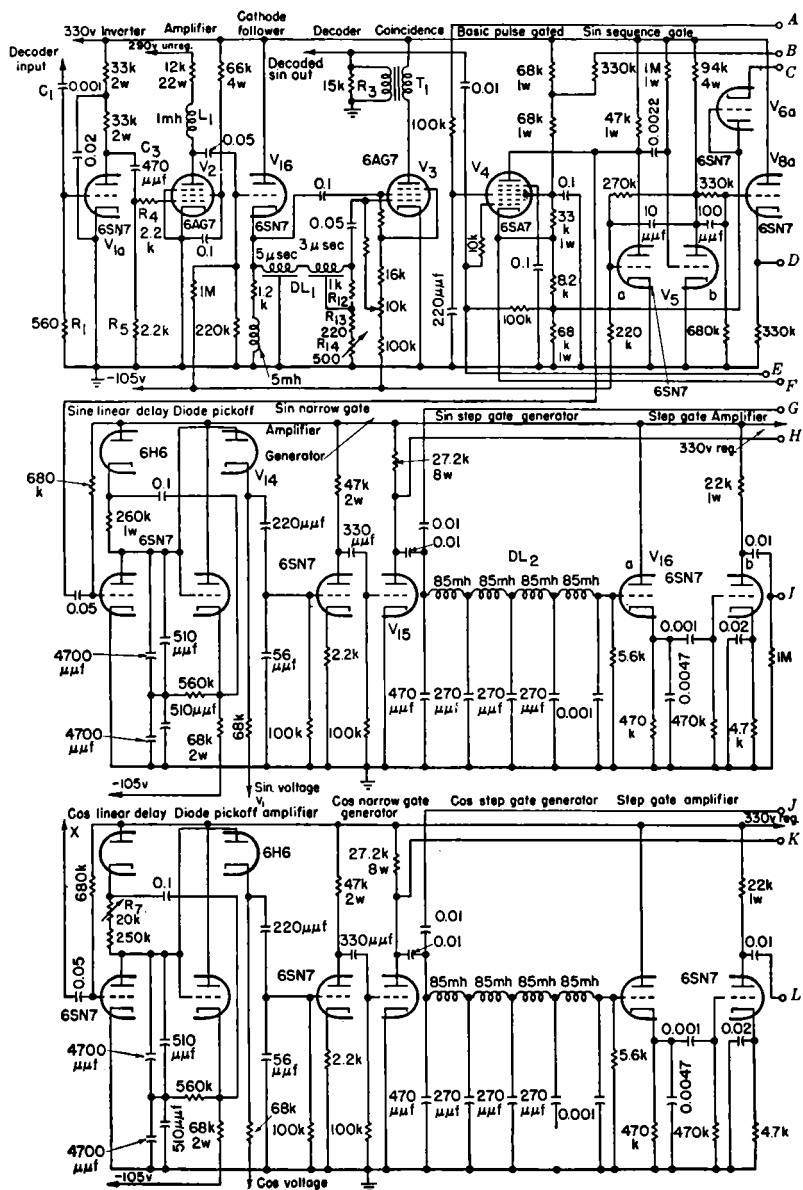 330v Inverter
Amplifier
Cathode
follower
Decoder
Coincidence
Basic pulse gated
Sin sequence gate
A
Decoder
input
290v unreg.
Decoded
sin out
B
C
C1
0.001
33k
2w
12k
22w
66k
4w
15k
R3
T1
0.01
68k
1w
330k
1M
1w
94k
4w
L1
1mh
33k
2w
0.02
C3
470
μμf
0.05
100k
68k
1w
47k
1w
0.0022
V6a
6SN7
V2
V16
6AG7
V3
V4
V8a
0.1
270k
330k
R4
2.2
k
6SN7
V1a
6AG7
0.1
6SN7
0.05
6SA7
0.1
33
k
1w
10
μμf
100
μμf
6SN7
5μsec
3μsec
10k
0.1
8.2
k
a
V5
b
D
DL1
1k
16k
1M
1.2
k
R12
R13
220
R14
500
10k
220μμf
100k
560
R1
R5
2.2k
220k
100k
68
k
1w
220
k
680k
330k
5mh
6SN7
E
-105v
F
Sine linear delay
Diode pickoff
Sin narrow gate
Sin step gate generator
Step gate Amplifier
G
Amplifier
Generator
330v reg.
H
6H6
V14
680
k
0.1
27.2k
8w
22k
1w
260k
1w
47k
2w
0.01
220μμf
330
μμf
0.01
0.01
6SN7
6SN7
DL2
a
V16
6SN7
b
85mh
85mh
85mh
85mh
0.05
V15
I
510
μμf
0.001
0.02
4700
μμf
56
μμf
2.2k
5.6k
0.0047
560k
470
μμf
270
μμf
270
μμf
270
μμf
0.001
1M
510μμf
4700
μμf
68k
2w
68k
100k
100k
470
k
470k
4.7
k
-105v
Sin. voltage
V1
Cos linear delay
Diode pickoff amplifier
Cos narrow gate
generator
Cos step gate generator
Step gate amplifier
J
330v reg.
X
K
6H6
680k
27.2k
8w
0.1
R7
20k
250k
47k
2w
22k
1w
0.01
220μμf
330μμf
0.01
0.01
0.05
6SN7
6SN7
85mh
85mh
85mh
85mh
6SN7
L
510
μμf
0.001
0.02
4700
μμf
56
μμf
2.2k
5.6k
0.0047
560k
470
μμf
270
μμf
270
μμf
270
μμf
0.001
510μμf
4700
μμf
68k
2w
68k
100k
100k
470
k
470k
4.7k
-105v
Cos voltage